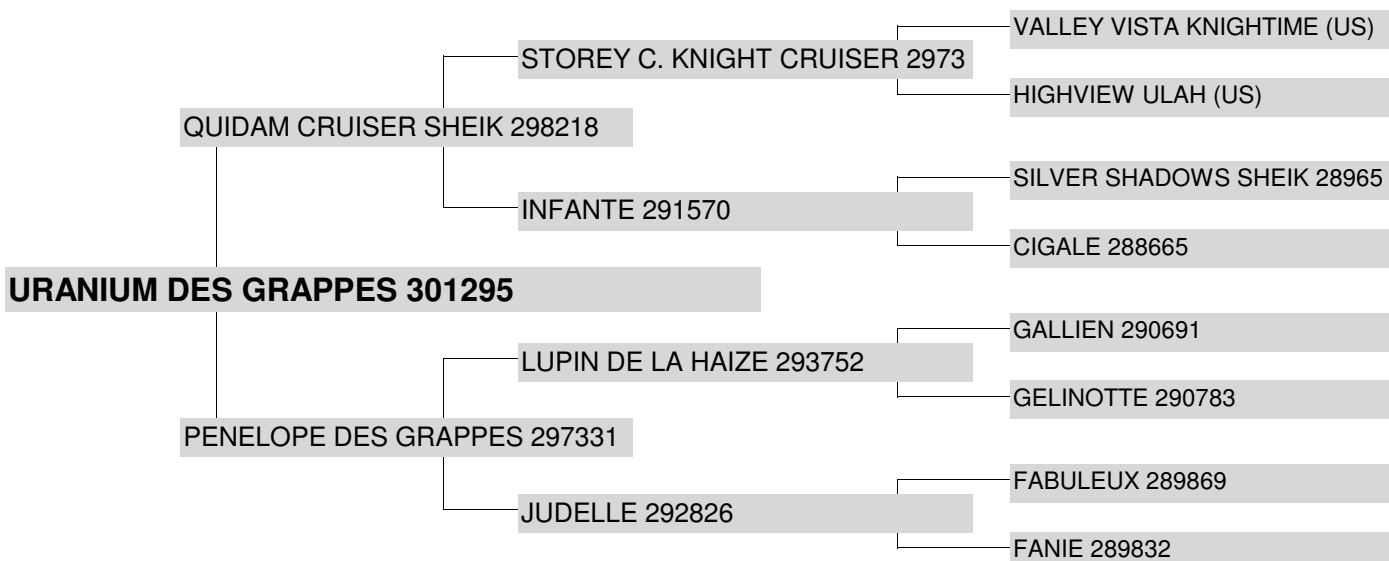 VALLEY VISTA KNIGHTIME (US)
STOREY C. KNIGHT CRUISER 2973
HIGHVIEW ULAH (US)
QUIDAM CRUISER SHEIK 298218
SILVER SHADOWS SHEIK 28965
INFANTE 291570
CIGALE 288665
URANIUM DES GRAPPES 301295
GALLIEN 290691
LUPIN DE LA HAIZE 293752
GELINOTTE 290783
PENELOPE DES GRAPPES 297331
FABULEUX 289869
JUDELLE 292826
FANIE 289832